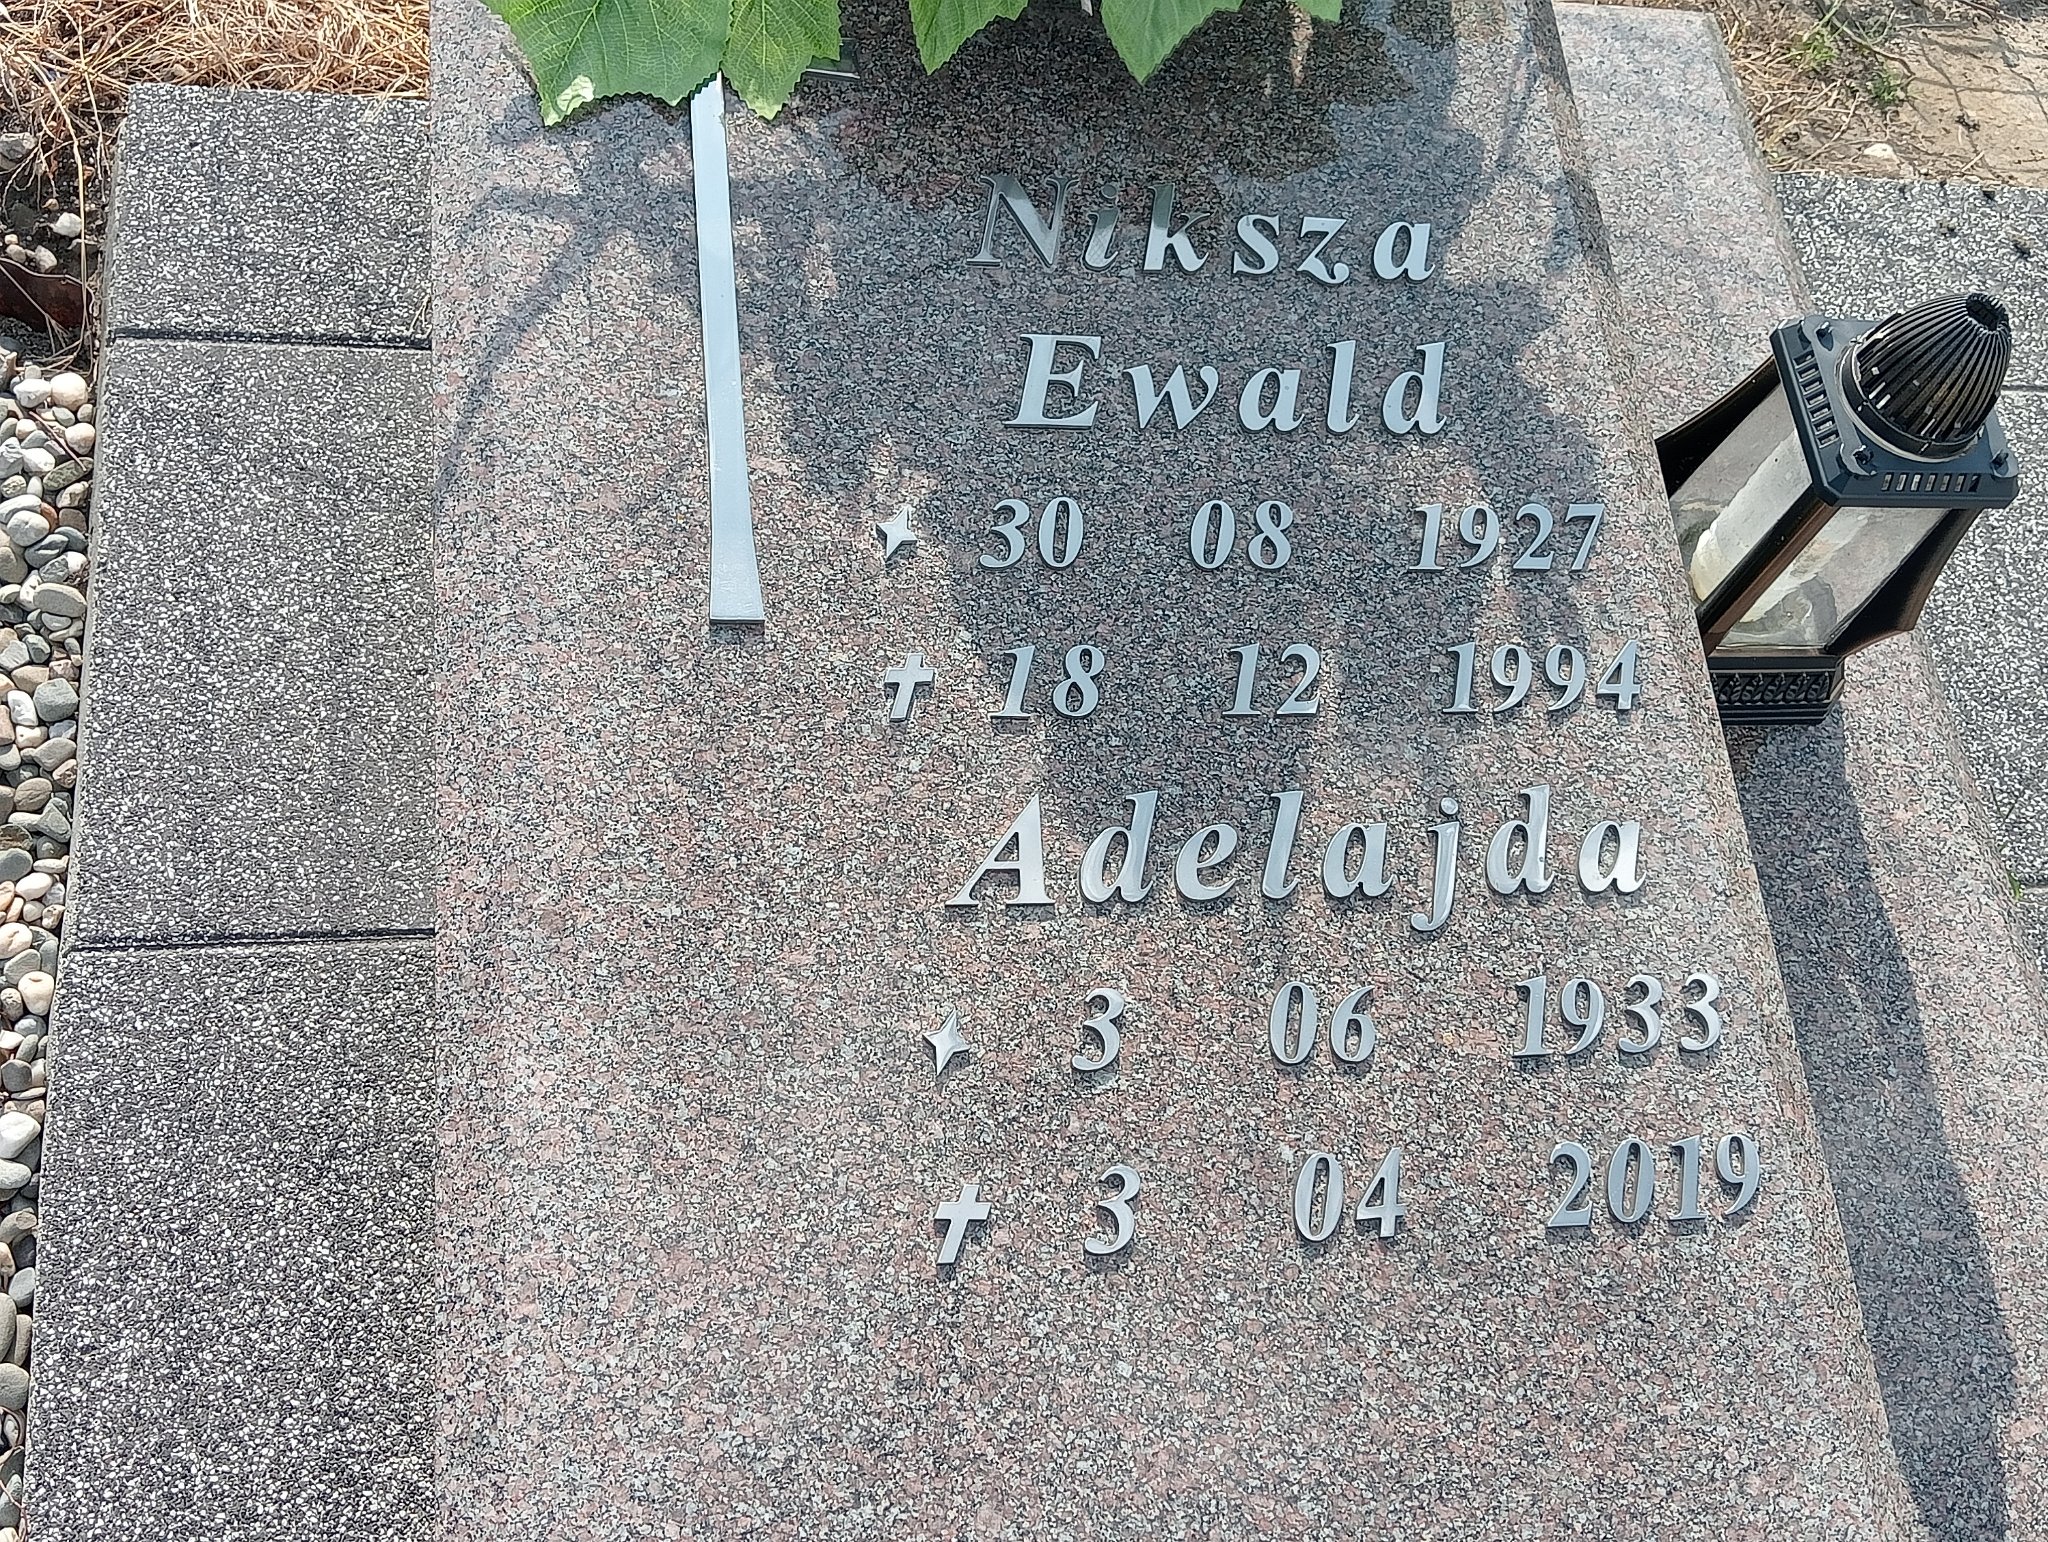 Niksza
Ewald
30 08 1927
18 12 1994
Adelajda
3 06 1933
3 04 2019